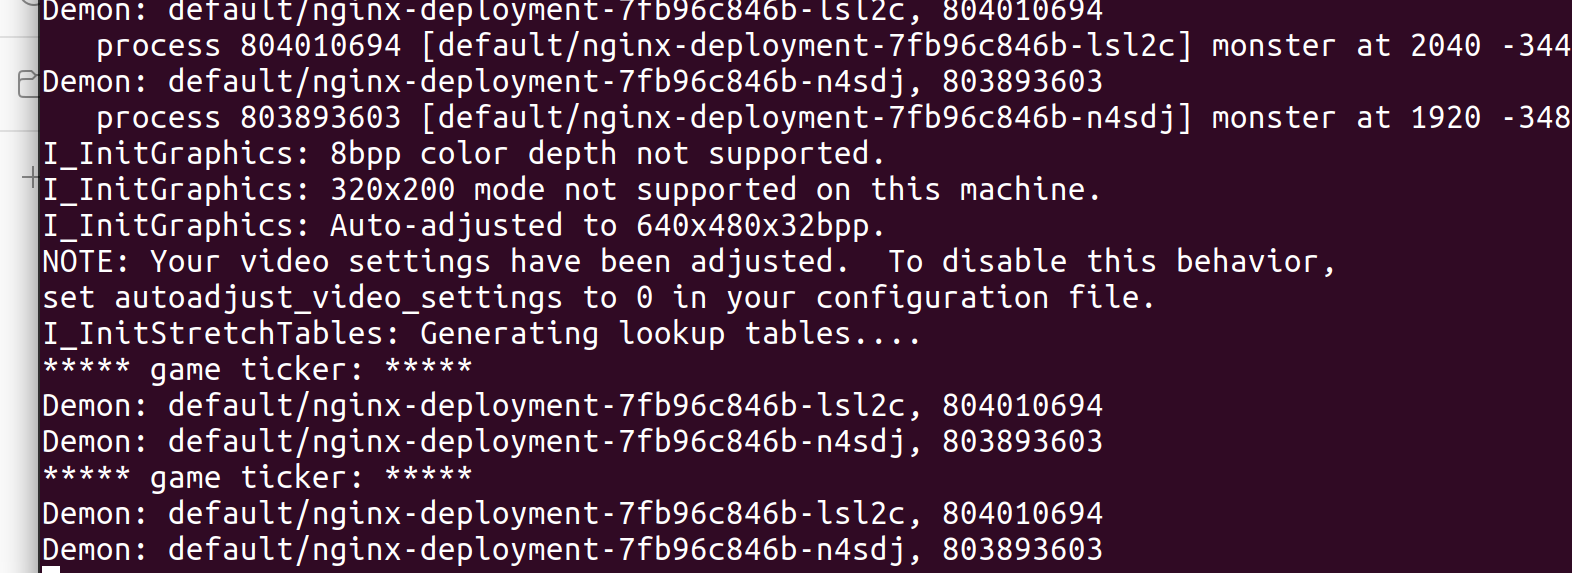 Demon: default/nginx-deployment-7fb96c846b-lsl2c, 804010694
   process 804010694 [default/nginx-deployment-7fb96c846b-lsl2c] monster at 2040 -344
Demon: default/nginx-deployment-7fb96c846b-n4sdj, 803893603
   process 803893603 [default/nginx-deployment-7fb96c846b-n4sdj] monster at 1920 -348
I_InitGraphics: 8bpp color depth not supported.
I_InitGraphics: 320x200 mode not supported on this machine.
I_InitGraphics: Auto-adjusted to 640x480x32bpp.
NOTE: Your video settings have been adjusted.  To disable this behavior,
set autoadjust_video_settings to 0 in your configuration file.
I_InitStretchTables: Generating lookup tables....
***** game ticker: *****
Demon: default/nginx-deployment-7fb96c846b-lsl2c, 804010694
Demon: default/nginx-deployment-7fb96c846b-n4sdj, 803893603
***** game ticker: *****
Demon: default/nginx-deployment-7fb96c846b-lsl2c, 804010694
Demon: default/nginx-deployment-7fb96c846b-n4sdj, 803893603